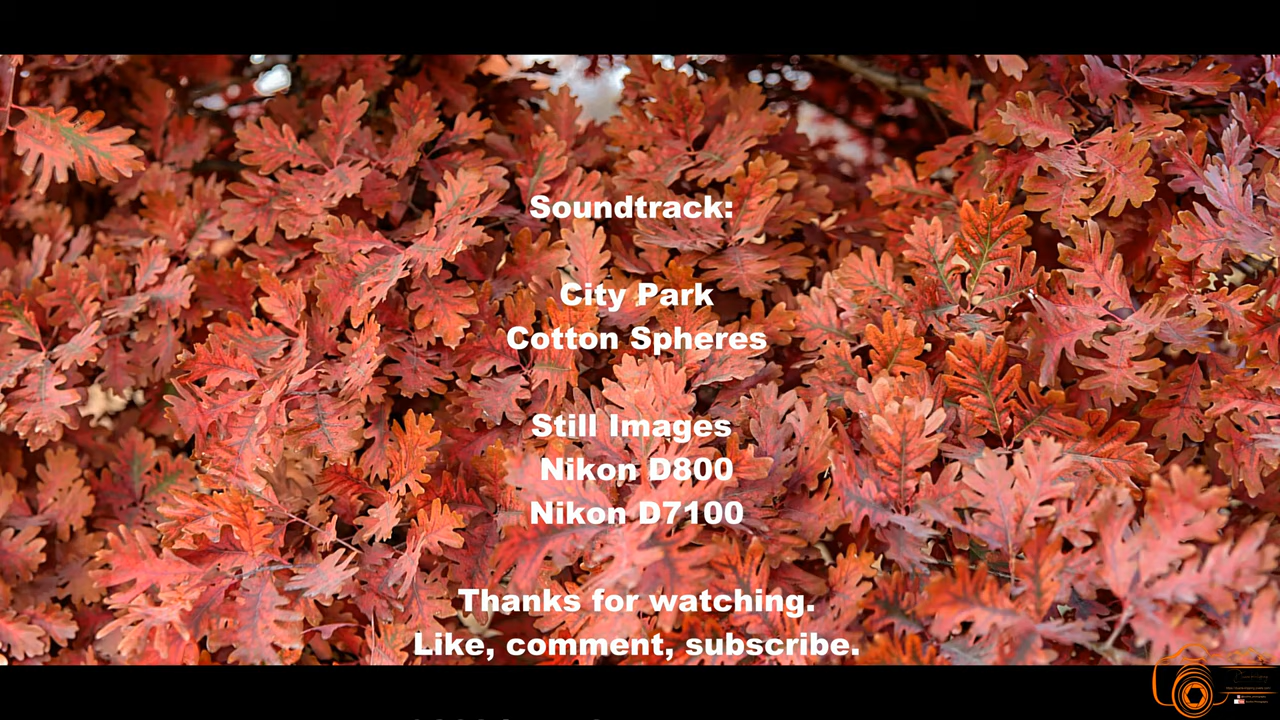 Soundtrack:
City Park
Cotton Spheres
Still Images
Nikon D800
Nikon D7100
Thanks for watching.
Like, comment, subscribe.